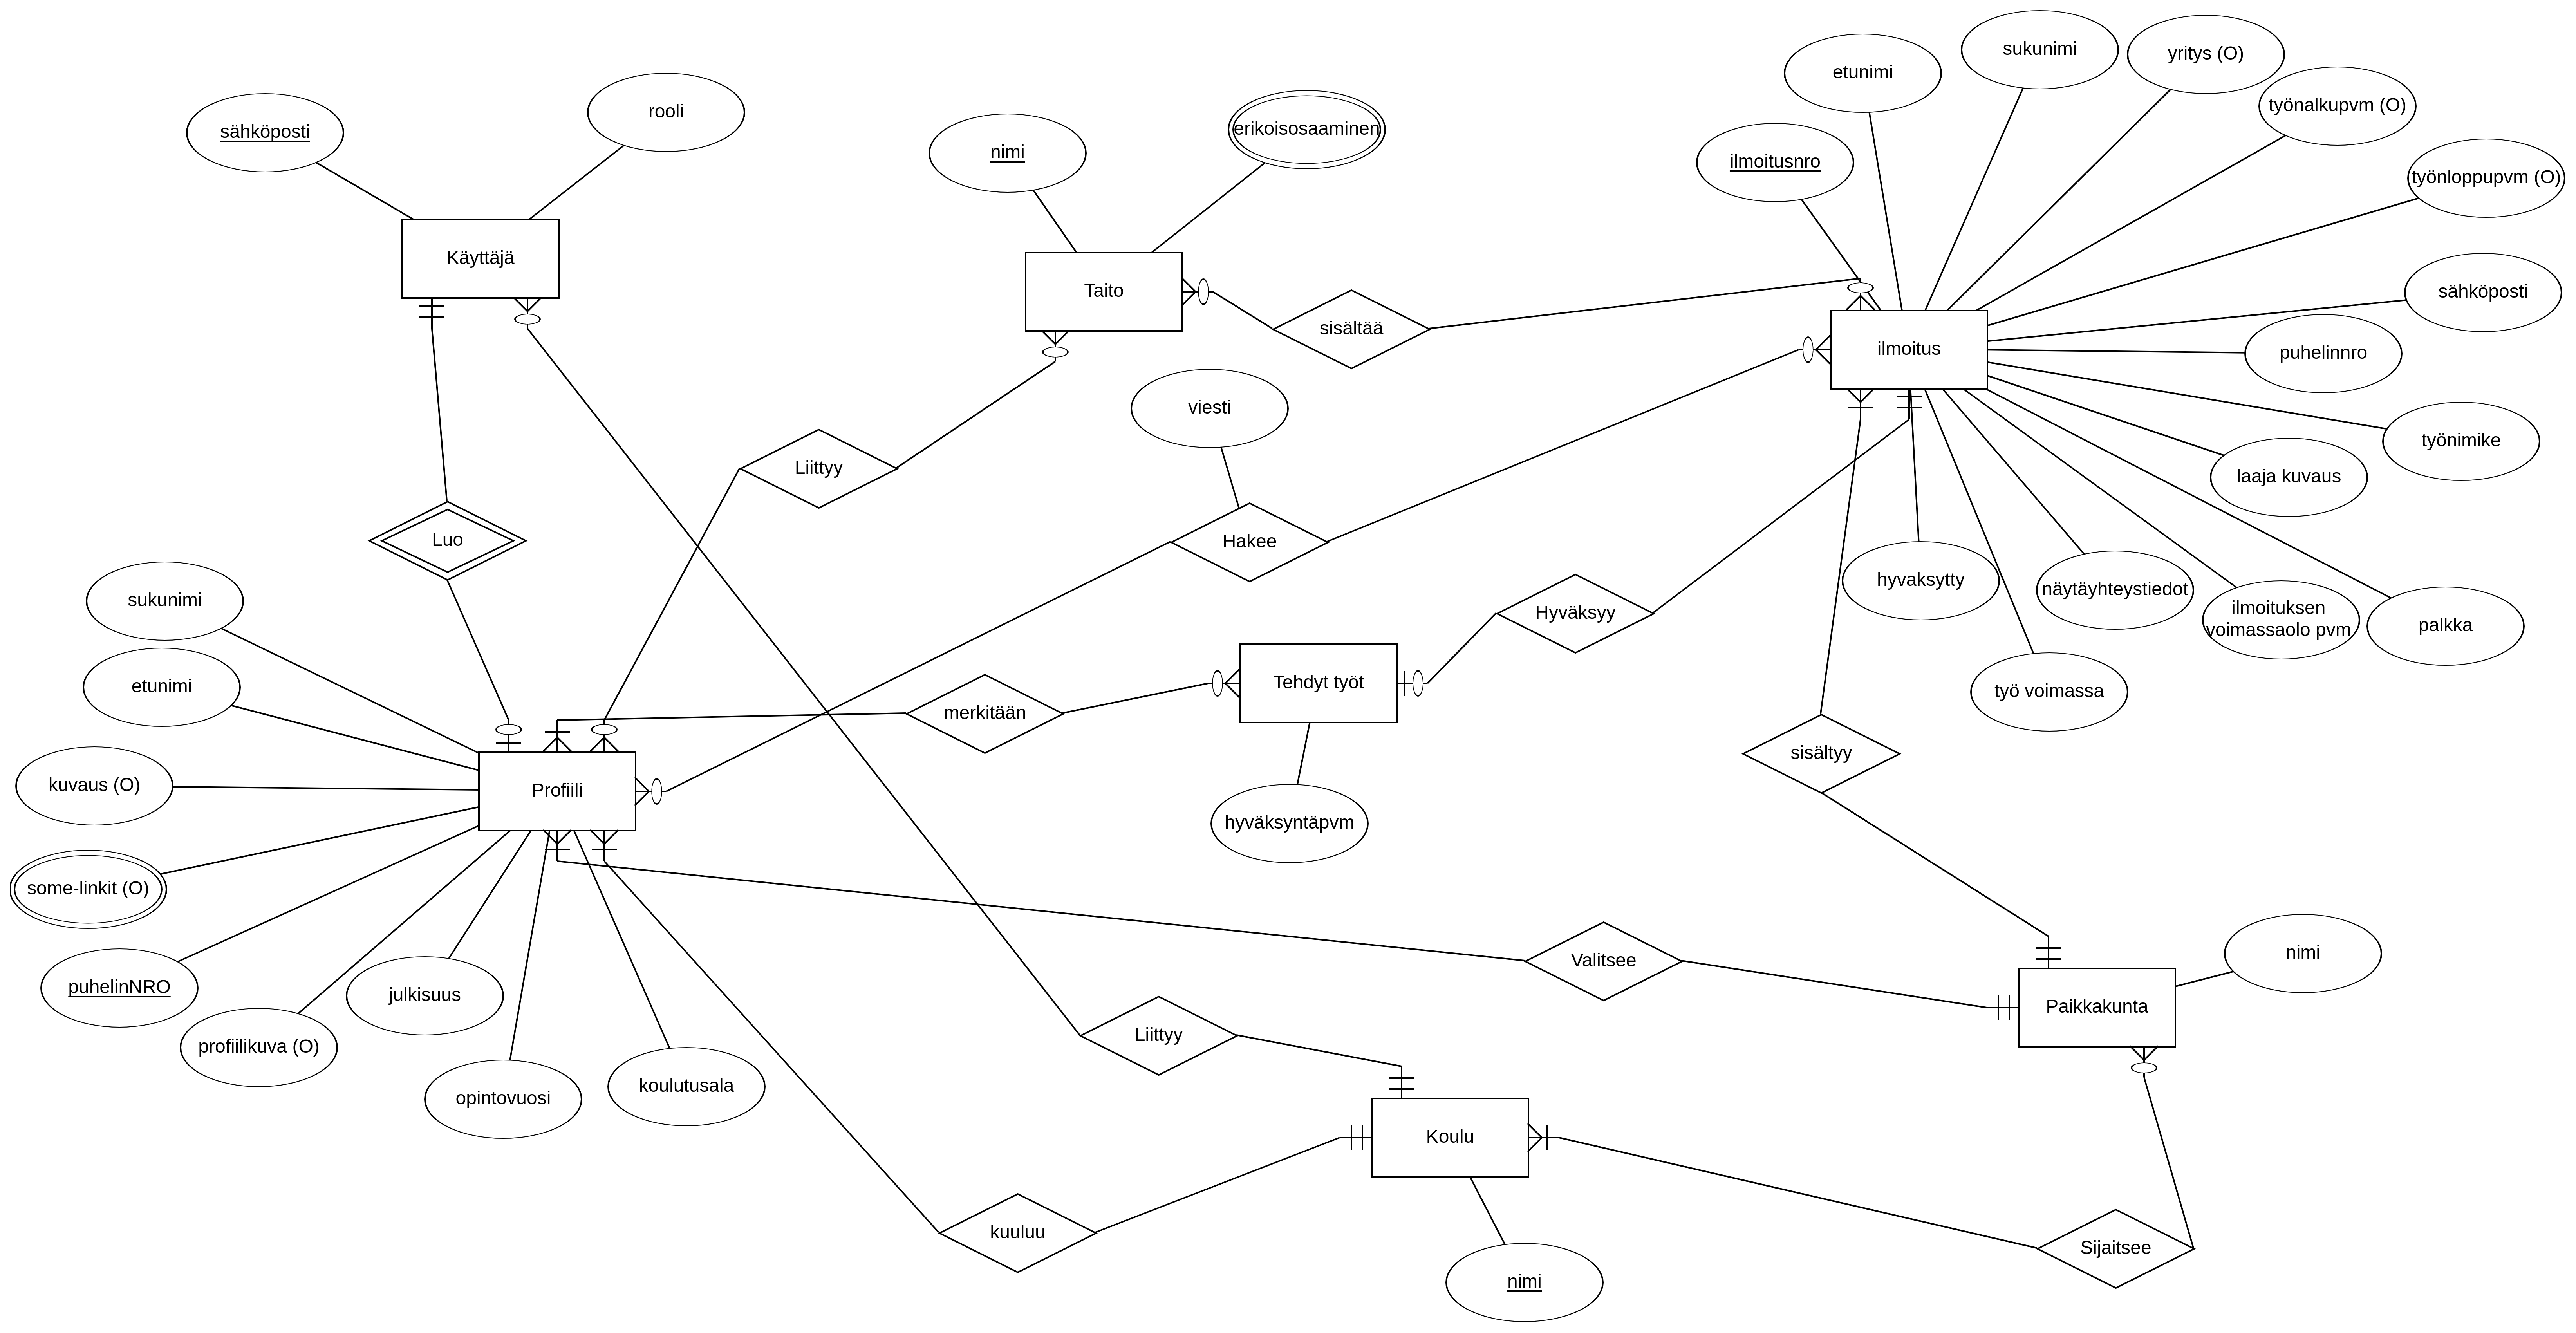 sukunimi
yritys (O)
etunimi
työnalkupvm (O)
rooli
sähköposti
erikoisosaaminen
nimi
ilmoitusnro
työnloppupvm (O)
Käyttäjä
Taito
sähköposti
sisältää
ilmoitus
puhelinnro
viesti
työnimike
Liittyy
laaja kuvaus
Luo
Hakee
hyvaksytty
näytäyhteystiedot
sukunimi
Hyväksyy
ilmoituksen
voimassaolo pvm
palkka
etunimi
Tehdyt työt
työ voimassa
merkitään
sisältyy
kuvaus (O)
Profiili
hyväksyntäpvm
some-linkit (O)
nimi
Valitsee
puhelinNRO
julkisuus
Paikkakunta
profiilikuva (O)
Liittyy
koulutusala
opintovuosi
Koulu
kuuluu
Sijaitsee
nimi